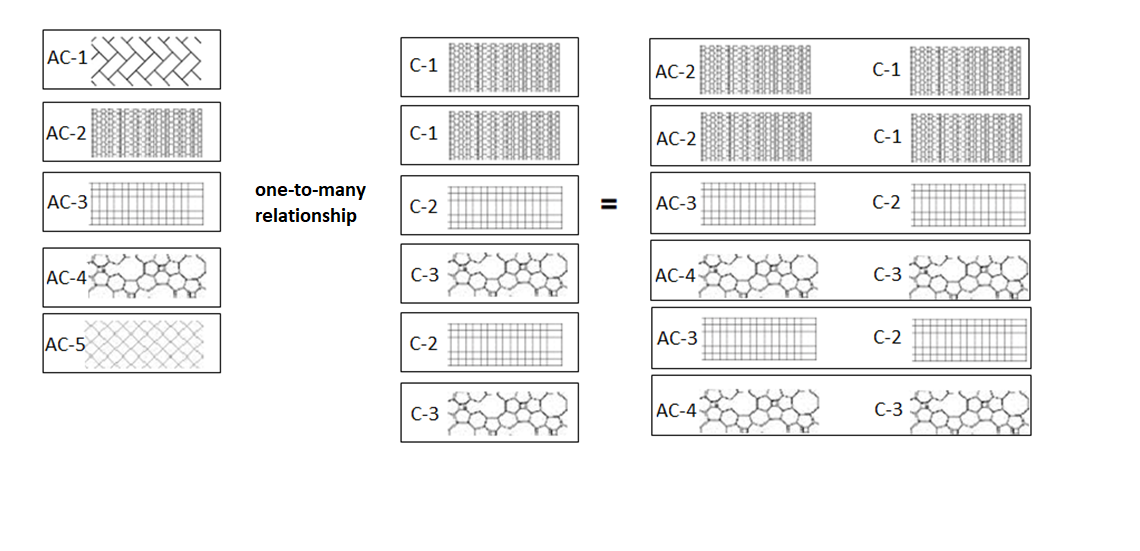 AC-1
AC-2
AC-3
AC-4
AC-5
one-to-many
relationship
C-1
C-1
C-2
C-3
C-2
C-3
=
AC-2 C-1
AC-2 C-1
AC-3 C-2
AC-4 C-3
AC-3 C-2
AC-4 C-3